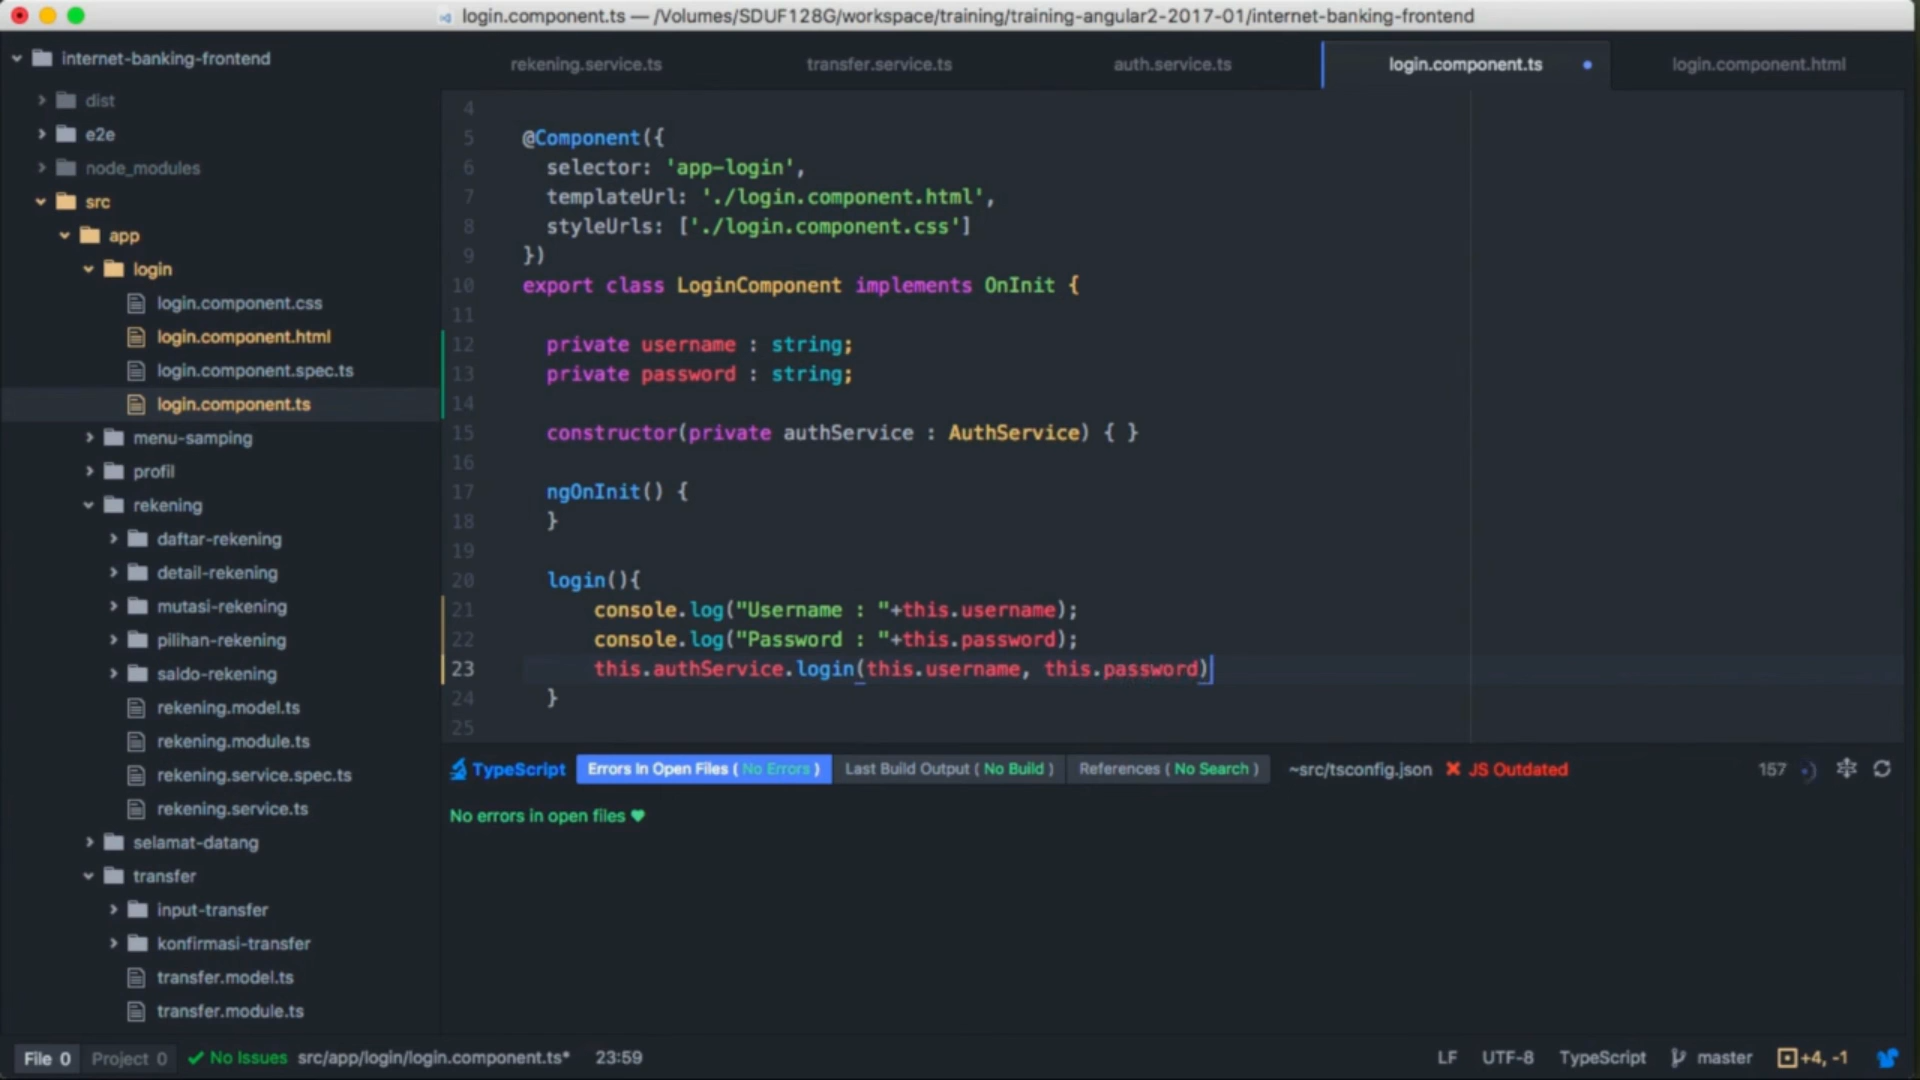 login.component.ts — /Volumes/SDUF128G/workspace/training/training-angular2-2017-01/internet-banking-frontend
internet-banking-frontend
dist
e2e
node_modules
src
app
login
login.component.css
login.component.html
login.component.spec.ts
login.component.ts
menu-samping
profil
rekening
daftar-rekening
detail-rekening
mutasi-rekening
pilihan-rekening
saldo-rekening
rekening.model.ts
rekening.module.ts
rekening.service.spec.ts
rekening.service.ts
selamat-datang
transfer
input-transfer
konfirmasi-transfer
transfer.model.ts
transfer.module.ts
rekening.service.ts transfer.service.ts auth.service.ts login.component.ts login.component.html
4
5 @Component({
6 selector: 'app-login',
7 templateUrl: './login.component.html',
8 styleUrls: ['./login.component.css']
9 })
10 export class LoginComponent implements OnInit {
11
12 private username : string;
13 private password : string;
14
15 constructor(private authService : AuthService) { }
16
17 ngOnInit() {
18 }
19
20 login(){
21 console.log("Username : "+this.username);
22 console.log("Password : "+this.password);
23 this.authService.login(this.username, this.password)
24 }
25
TypeScript Errors In Open Files ( No Errors ) Last Build Output ( No Build ) References ( No Search ) ~src/tsconfig.json ✖ JS Outdated 157
No errors in open files ♥
File 0 Project 0 ✓ No Issues src/app/login/login.component.ts* 23:59 LF UTF-8 TypeScript master +4, -1